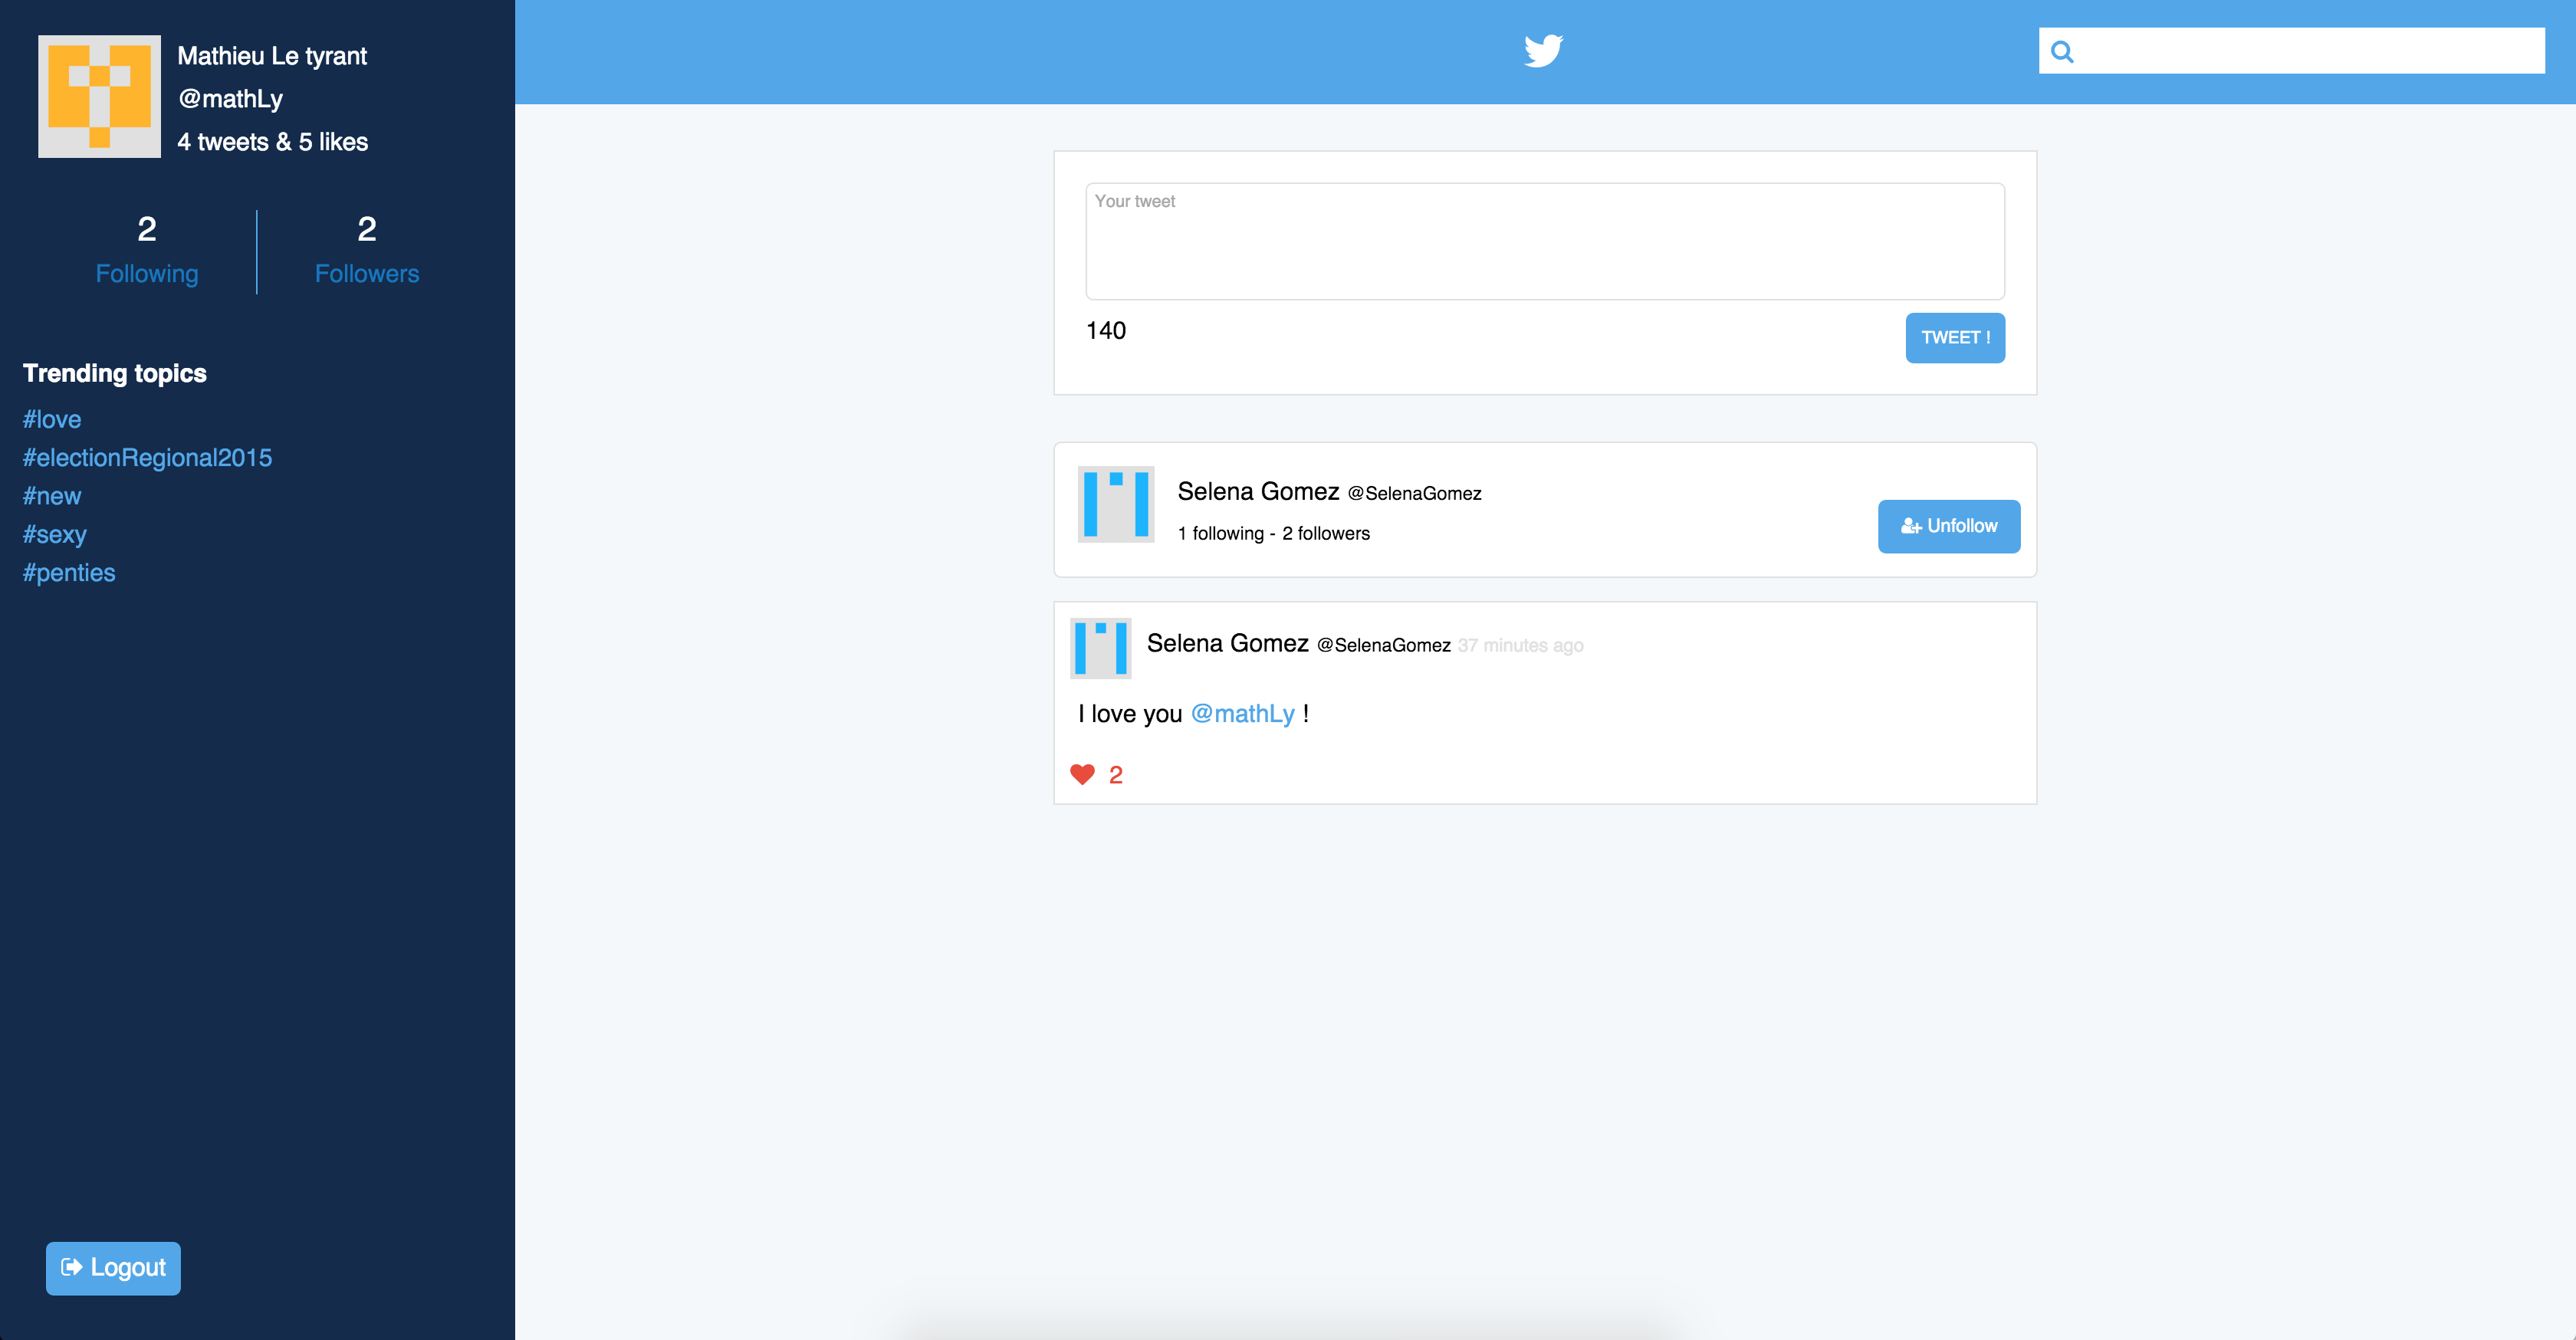 Mathieu Le tyrant
@mathLy
4 tweets & 5 likes
2
Following
2
Followers
Trending topics
#love
#electionRegional2015
#new
#sexy
#penties
Logout
Your tweet
140
TWEET !
Selena Gomez @SelenaGomez
1 following - 2 followers
Unfollow
Selena Gomez @SelenaGomez 37 minutes ago
I love you @mathLy !
2